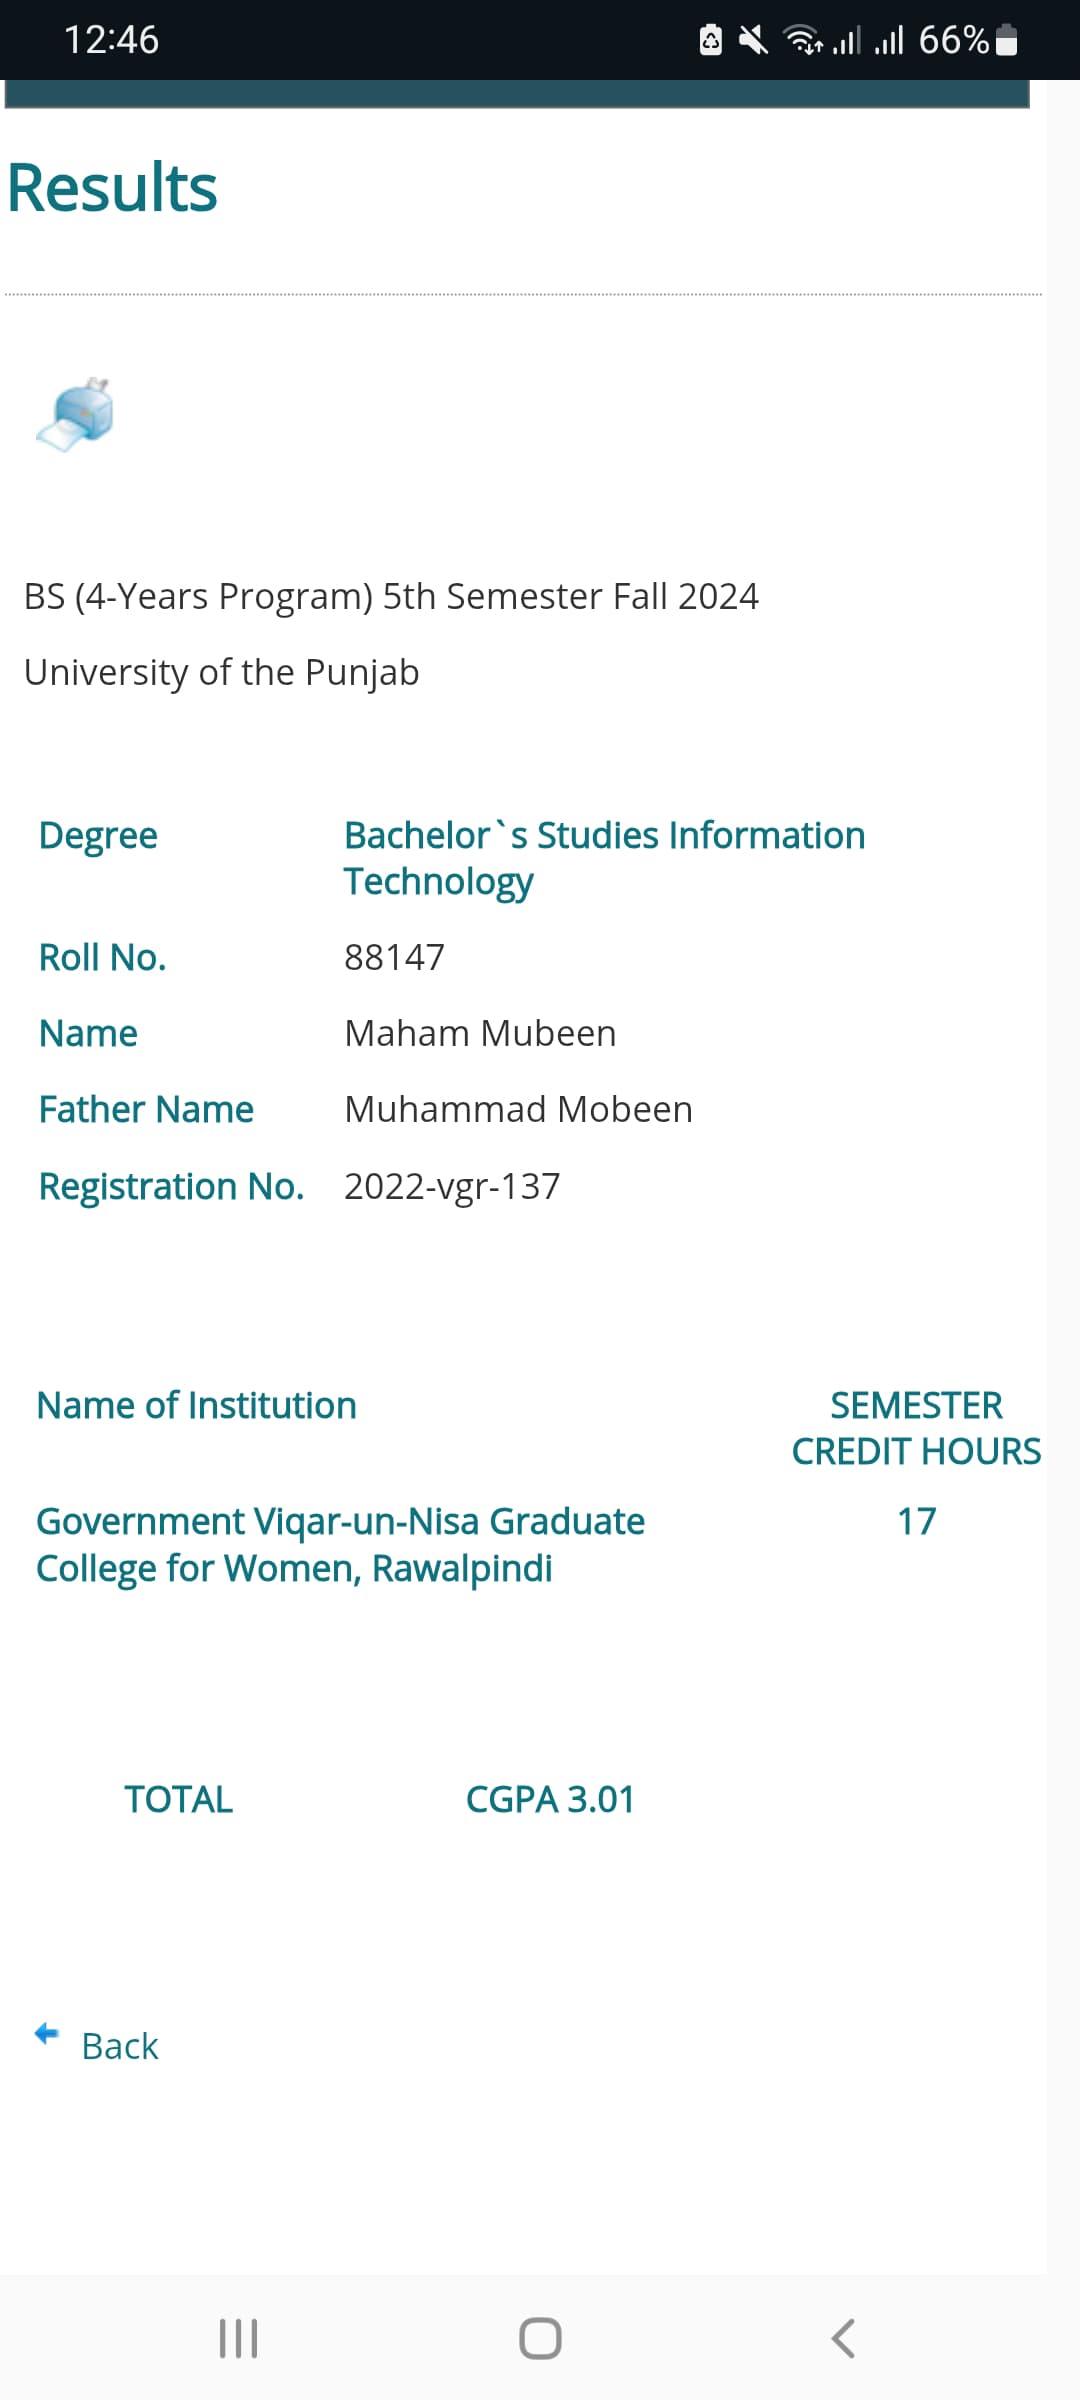 12:46
66%
Results
BS (4-Years Program) 5th Semester Fall 2024
University of the Punjab
Degree Bachelor`s Studies Information
Technology
Roll No. 88147
Name Maham Mubeen
Father Name Muhammad Mobeen
Registration No. 2022-vgr-137
Name of Institution SEMESTER
CREDIT HOURS
Government Viqar-un-Nisa Graduate 17
College for Women, Rawalpindi
TOTAL CGPA 3.01
Back